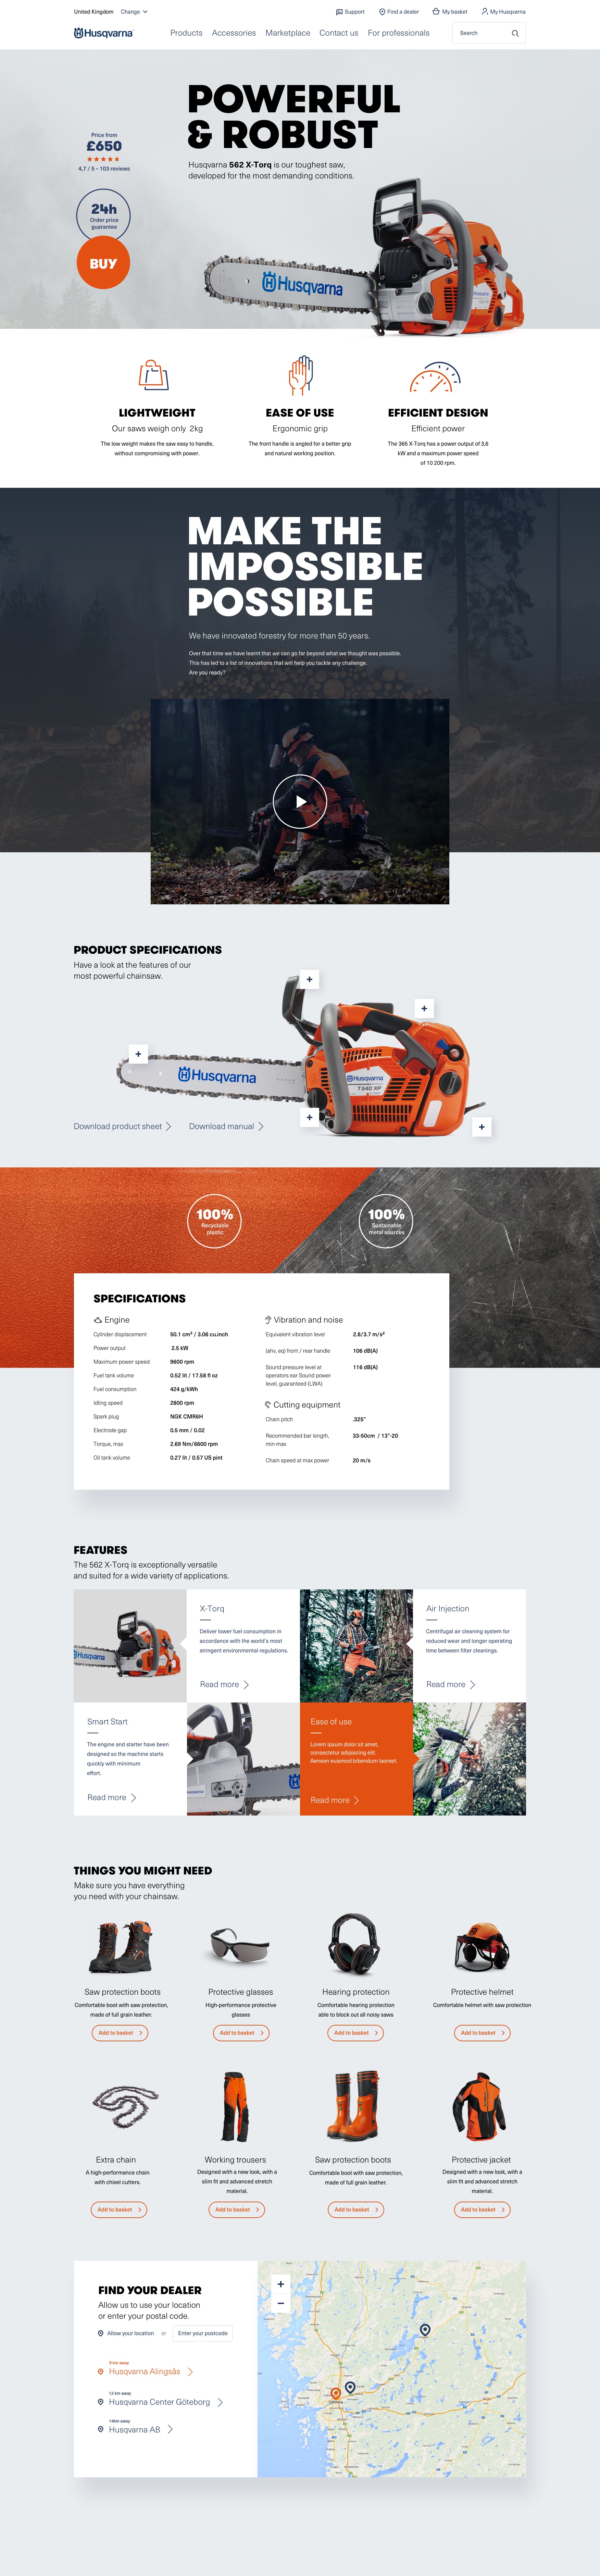 United Kingdom Change
Support Find a dealer My basket My Husqvarna
Husqvarna
Products Accessories Marketplace Contact us For professionals
Search
POWERFUL
& ROBUST
Husqvarna 562 X-Torq is our toughest saw,
developed for the most demanding conditions.
Price from
£650
4,7 / 5 – 103 reviews
24h
Order price
guarantee
BUY
Husqvarna
LIGHTWEIGHT
Our saws weigh only 2kg
The low weight makes the saw easy to handle,
without compromising with power.
EASE OF USE
Ergonomic grip
The front handle is angled for a better grip
and natural working position.
EFFICIENT DESIGN
Efficient power
The 365 X-Torq has a power output of 3,6
kW and a maximum power speed
of 10 200 rpm.
MAKE THE
IMPOSSIBLE
POSSIBLE
We have innovated forestry for more than 50 years.
Over that time we have learnt that we can go far beyond what we thought was possible.
This has led to a list of innovations that will help you tackle any challenge.
Are you ready?
PRODUCT SPECIFICATIONS
Have a look at the features of our
most powerful chainsaw.
Husqvarna
Husqvarna
T540 XP
Download product sheet Download manual
100%
Recyclable
plastic
100%
Sustainable
metal sources
SPECIFICATIONS
Engine
Cylinder displacement 50.1 cm³ / 3.06 cu.inch
Power output 2.5 kW
Maximum power speed 9600 rpm
Fuel tank volume 0.52 lit / 17.58 fl oz
Fuel consumption 424 g/kWh
Idling speed 2800 rpm
Spark plug NGK CMR6H
Electrode gap 0.5 mm / 0.02
Torque, max 2.69 Nm/6600 rpm
Oil tank volume 0.27 lit / 0.57 US pint
Vibration and noise
Equivalent vibration level 2.8/3.7 m/s²
(ahv, eq) front / rear handle 106 dB(A)
Sound pressure level at 116 dB(A)
operators ear Sound power
level, guaranteed (LWA)
Cutting equipment
Chain pitch .325"
Recommended bar length, 33-50cm / 13"-20
min-max
Chain speed at max power 20 m/s
FEATURES
The 562 X-Torq is exceptionally versatile
and suited for a wide variety of applications.
Husqvarna
X-Torq
Deliver lower fuel consumption in
accordance with the world's most
stringent environmental regulations.
Read more
Air Injection
Centrifugal air cleaning system for
reduced wear and longer operating
time between filter cleanings.
Read more
Smart Start
The engine and starter have been
designed so the machine starts
quickly with minimum
effort.
Read more
Ease of use
Lorem ipsum dolor sit amet,
consectetur adipiscing elit.
Aenean euismod bibendum laoreet.
Read more
THINGS YOU MIGHT NEED
Make sure you have everything
you need with your chainsaw.
Saw protection boots
Comfortable boot with saw protection,
made of full grain leather.
Add to basket
Protective glasses
High-performance protective
glasses
Add to basket
Hearing protection
Comfortable hearing protection
able to block out all noisy saws
Add to basket
Protective helmet
Comfortable helmet with saw protection
Add to basket
Extra chain
A high-performance chain
with chisel cutters.
Add to basket
Working trousers
Designed with a new look, with a
slim fit and advanced stretch
material.
Add to basket
Saw protection boots
Comfortable boot with saw protection,
made of full grain leather.
Add to basket
Protective jacket
Designed with a new look, with a
slim fit and advanced stretch
material.
Add to basket
FIND YOUR DEALER
Allow us to use your location
or enter your postal code.
Allow your location or Enter your postcode
9 km away
Husqvarna Alingsås
12 km away
Husqvarna Center Göteborg
14km away
Husqvarna AB